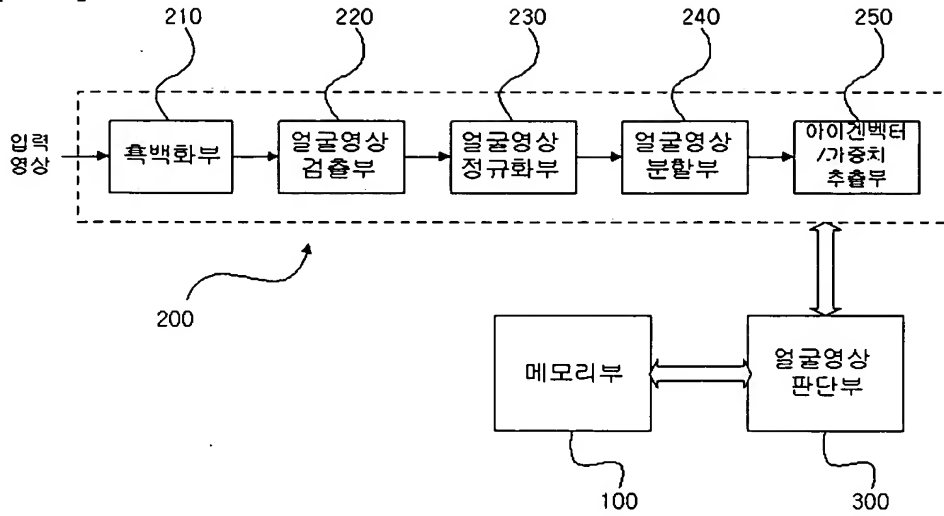 210
220
230
240
250
입력
영상
흑백화부
얼굴영상
검출부
얼굴영상
정규화부
얼굴영상
분할부
아이겐벡터
/가중치
추출부
200
메모리부
얼굴영상
판단부
100
300